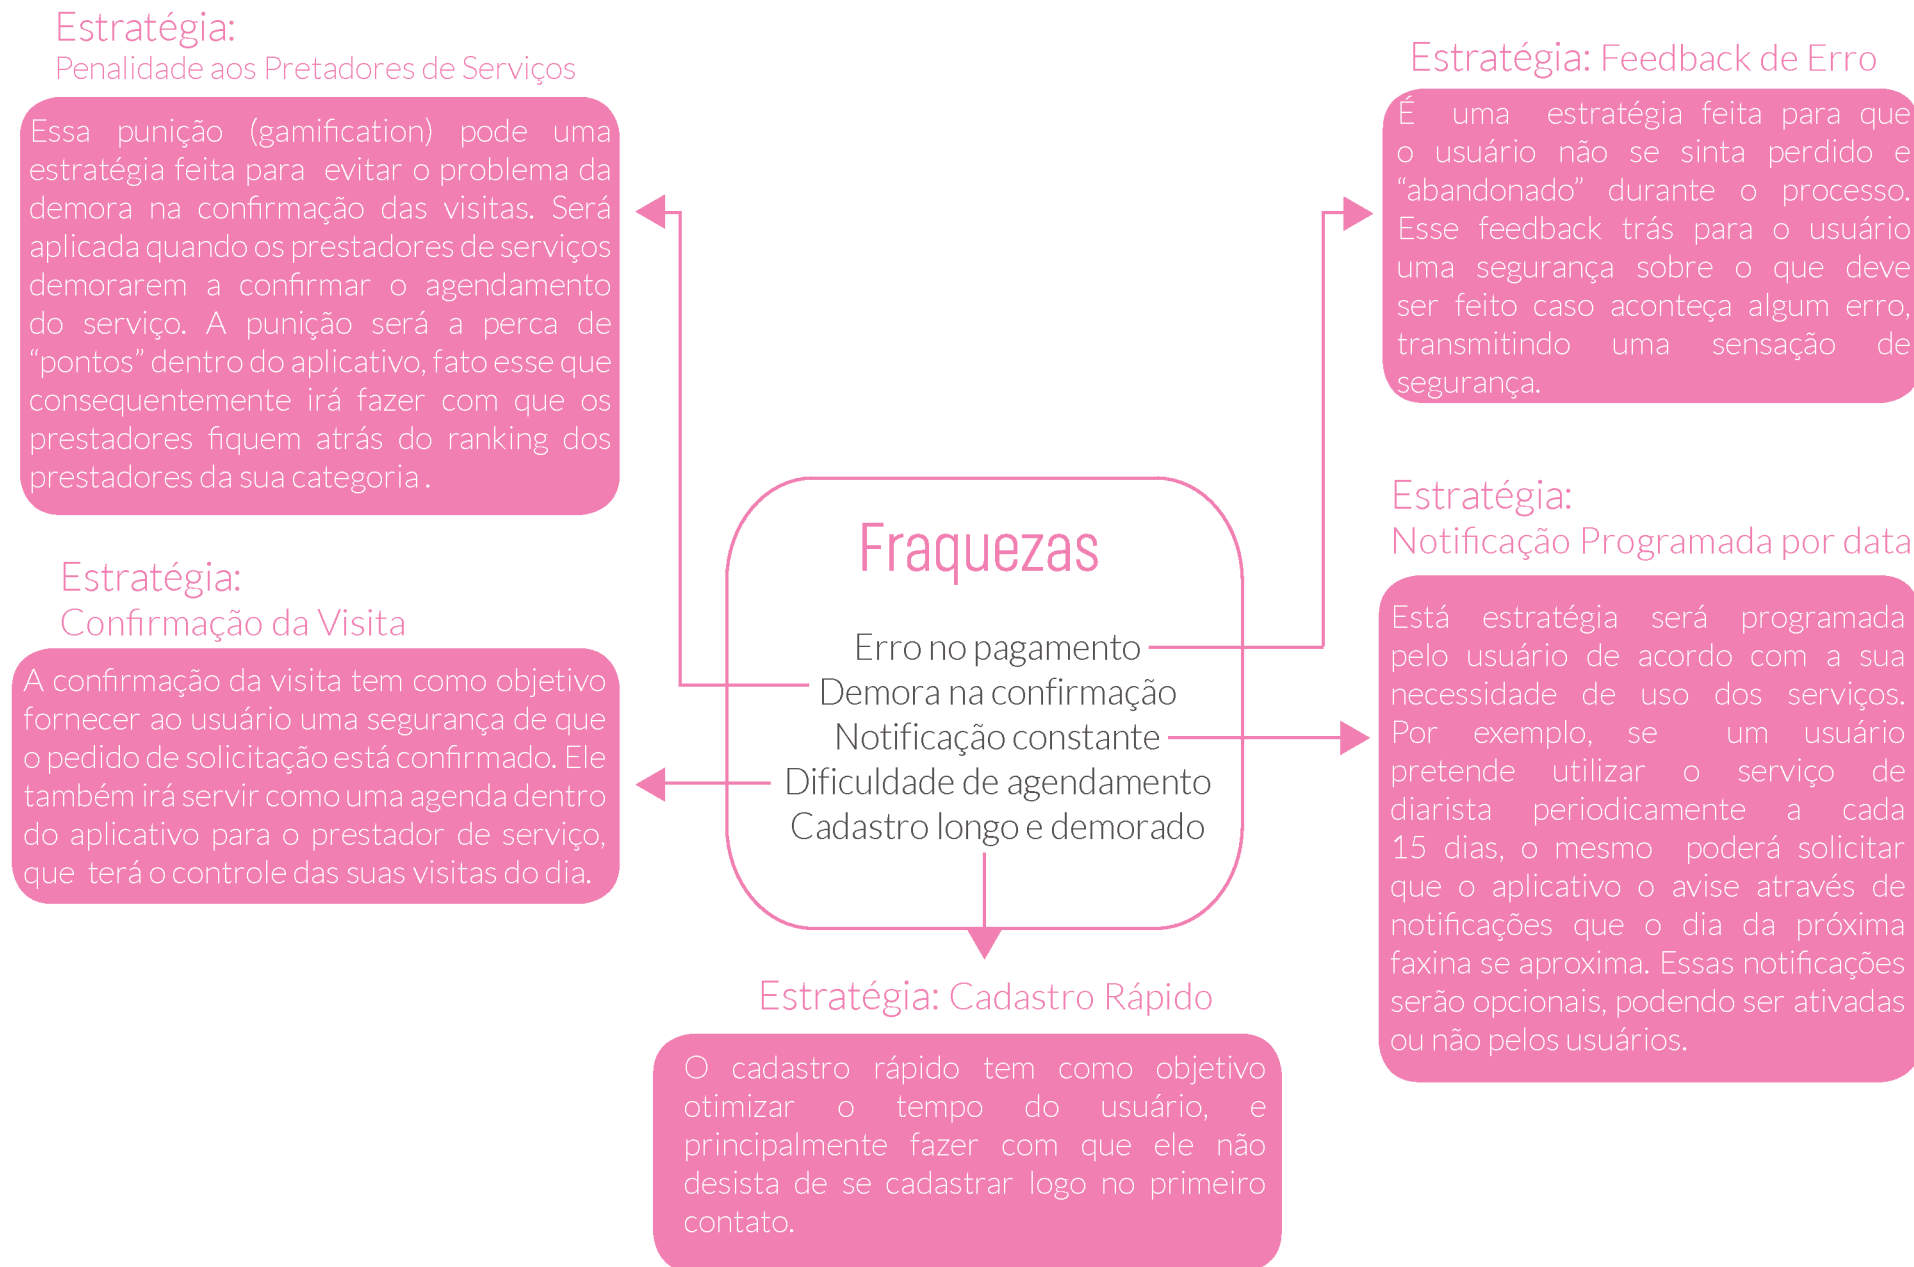 Estratégia:
Penalidade aos Pretadores de Serviços
Essa punição (gamification) pode uma
estratégia feita para evitar o problema da
demora na confirmação das visitas. Será
aplicada quando os prestadores de serviços
demorarem a confirmar o agendamento
do serviço. A punição será a perca de
“pontos” dentro do aplicativo, fato esse que
consequentemente irá fazer com que os
prestadores fiquem atrás do ranking dos
prestadores da sua categoria .
Estratégia:
Confirmação da Visita
A confirmação da visita tem como objetivo
fornecer ao usuário uma segurança de que
o pedido de solicitação está confirmado. Ele
também irá servir como uma agenda dentro
do aplicativo para o prestador de serviço,
que terá o controle das suas visitas do dia.
Fraquezas
Erro no pagamento
Demora na confirmação
Notificação constante
Dificuldade de agendamento
Cadastro longo e demorado
Estratégia: Cadastro Rápido
O cadastro rápido tem como objetivo
otimizar o tempo do usuário, e
principalmente fazer com que ele não
desista de se cadastrar logo no primeiro
contato.
Estratégia: Feedback de Erro
É uma estratégia feita para que
o usuário não se sinta perdido e
“abandonado” durante o processo.
Esse feedback trás para o usuário
uma segurança sobre o que deve
ser feito caso aconteça algum erro,
transmitindo uma sensação de
segurança.
Estratégia:
Notificação Programada por data
Está estratégia será programada
pelo usuário de acordo com a sua
necessidade de uso dos serviços.
Por exemplo, se um usuário
pretende utilizar o serviço de
diarista periodicamente a cada
15 dias, o mesmo poderá solicitar
que o aplicativo o avise através de
notificações que o dia da próxima
faxina se aproxima. Essas notificações
serão opcionais, podendo ser ativadas
ou não pelos usuários.